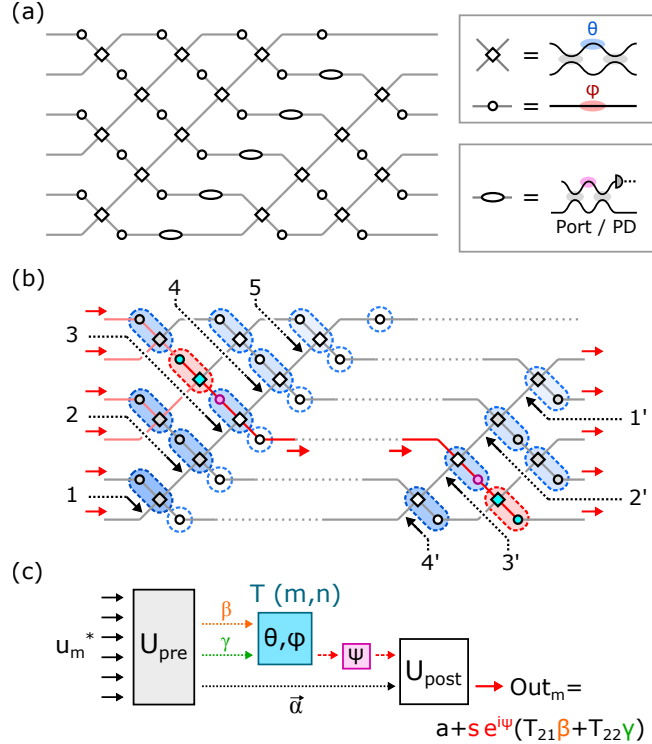 (a)
θ
=
φ
=
=
Port / PD
(b)
4
5
3
2
1
1'
2'
3'
4'
(c)
T (m,n)
β
u_m*
U_pre
γ
θ,φ
ψ
U_post
Out_m=
α⃗
a+s e^iψ(T_21β+T_22γ)